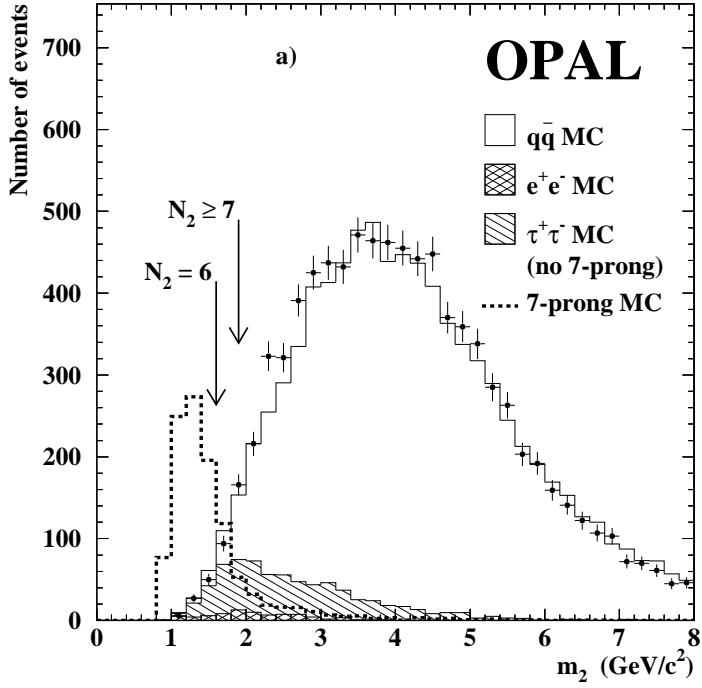 Number of events
700
600
500
400
300
200
100
0
a)
OPAL
qq̄ MC
e⁺e⁻ MC
τ⁺τ⁻ MC
(no 7-prong)
7-prong MC
N₂ ≥ 7
N₂ = 6
0 1 2 3 4 5 6 7 8
m₂ (GeV/c²)